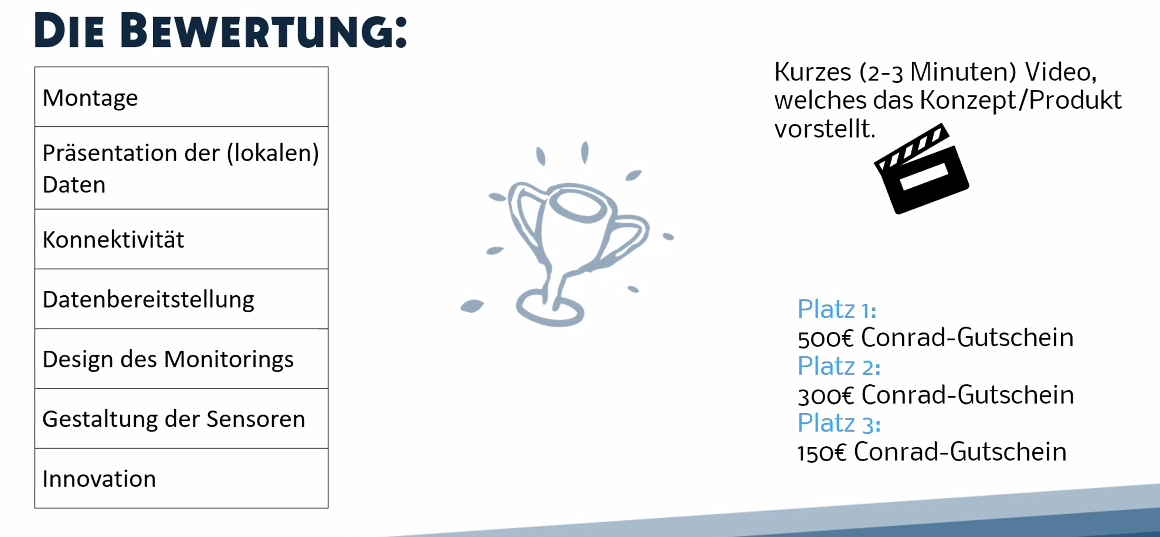 Die Bewertung:
Montage
Präsentation der (lokalen)
Daten
Konnektivität
Datenbereitstellung
Design des Monitorings
Gestaltung der Sensoren
Innovation
Kurzes (2-3 Minuten) Video,
welches das Konzept/Produkt
vorstellt.
Platz 1:
500€ Conrad-Gutschein
Platz 2:
300€ Conrad-Gutschein
Platz 3:
150€ Conrad-Gutschein